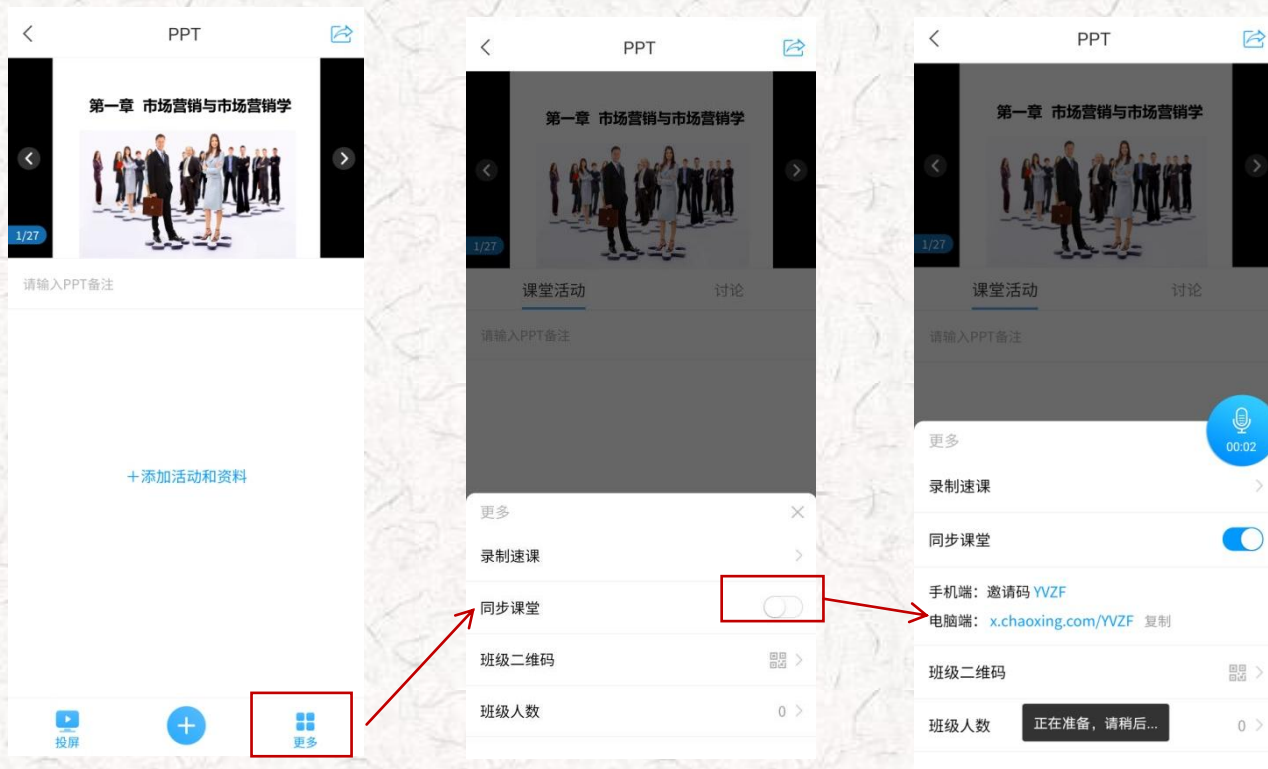 PPT
第一章 市场营销与市场营销学
1/27
请输入PPT备注
+添加活动和资料
投屏
更多
PPT
第一章 市场营销与市场营销学
1/27
课堂活动 讨论
请输入PPT备注
更多
录制速课
同步课堂
班级二维码
班级人数 0
PPT
第一章 市场营销与市场营销学
1/27
课堂活动 讨论
请输入PPT备注
更多
00:02
录制速课
同步课堂
手机端：邀请码 YVZF
电脑端： x.chaoxing.com/YVZF 复制
班级二维码
班级人数 0
正在准备，请稍后...